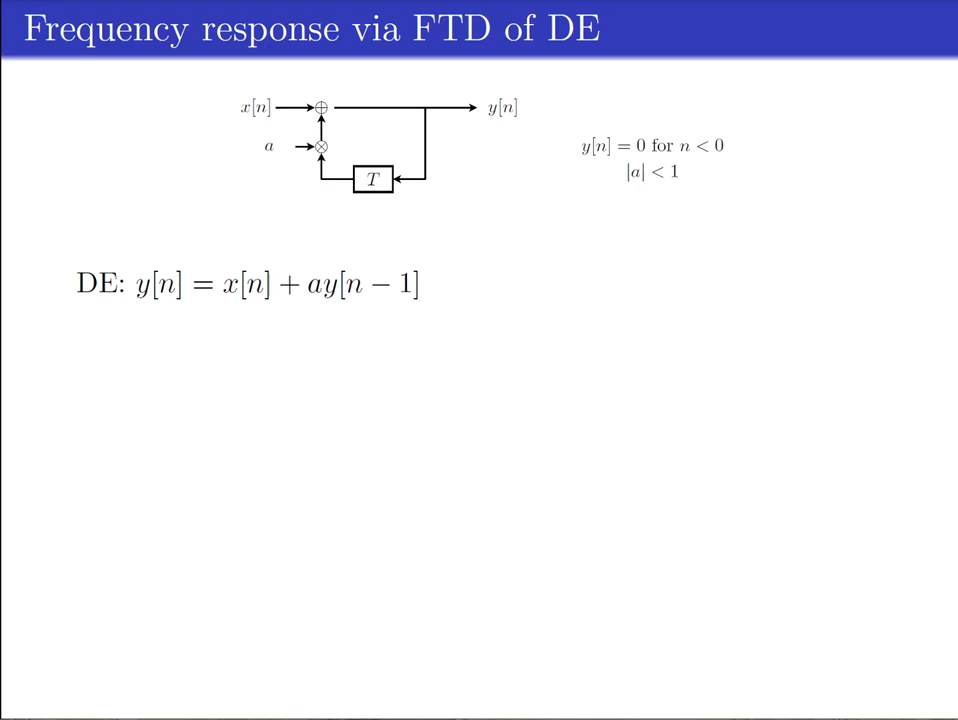 Frequency response via FTD of DE
x[n] ⊕ y[n]
a ⊗
T
y[n] = 0 for n < 0
|a| < 1
DE: y[n] = x[n] + ay[n − 1]